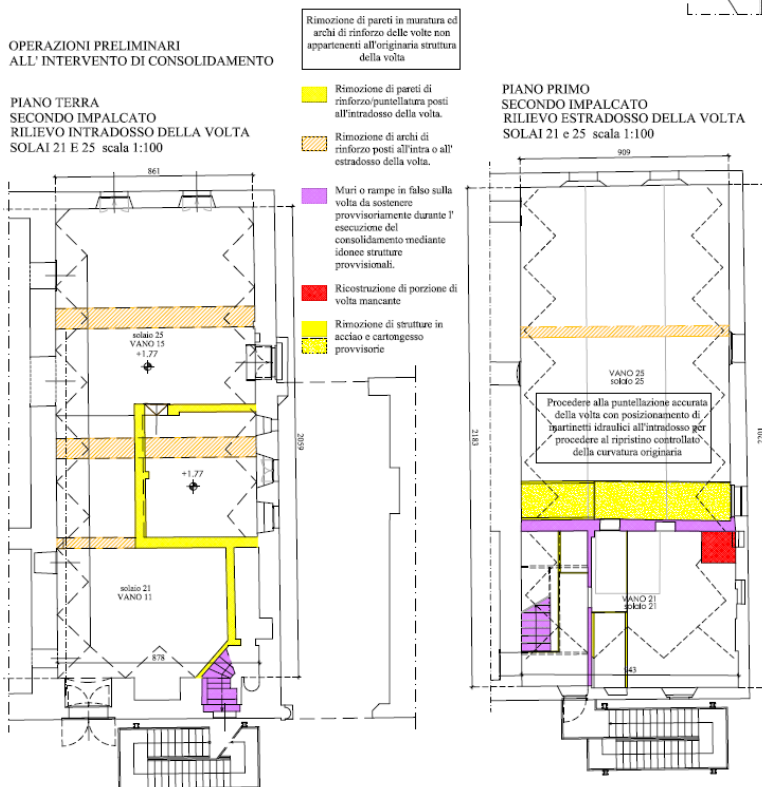 OPERAZIONI PRELIMINARI
ALL' INTERVENTO DI CONSOLIDAMENTO
PIANO TERRA
SECONDO IMPALCATO
RILIEVO INTRADOSSO DELLA VOLTA
SOLAI 21 E 25 scala 1:100
861
solaio 25
VANO 15
+1.77
+1.77
2059
solaio 21
VANO 11
878
Rimozione di pareti in muratura ed
archi di rinforzo delle volte non
appartenenti all'originaria struttura
della volta
Rimozione di pareti di
rinforzo/puntellatura posti
all'intradosso della volta.
Rimozione di archi di
rinforzo posti all'intra o all'
estradosso della volta.
Muri o rampe in falso sulla
volta da sostenere
provvisoriamente durante l'
esecuzione del
consolidamento mediante
idonee strutture
provvisionali.
Ricostruzione di porzione di
volta mancante
Rimozione di strutture in
acciao e cartongesso
provvisorie
PIANO PRIMO
SECONDO IMPALCATO
RILIEVO ESTRADOSSO DELLA VOLTA
SOLAI 21 e 25 scala 1:100
909
VANO 25
solaio 25
Procedere alla puntellazione accurata
della volta con posizionamento di
martinetti idraulici all'intradosso per
procedere al ripristino controllato
della curvatura originaria
2183
VANO 21
solaio 21